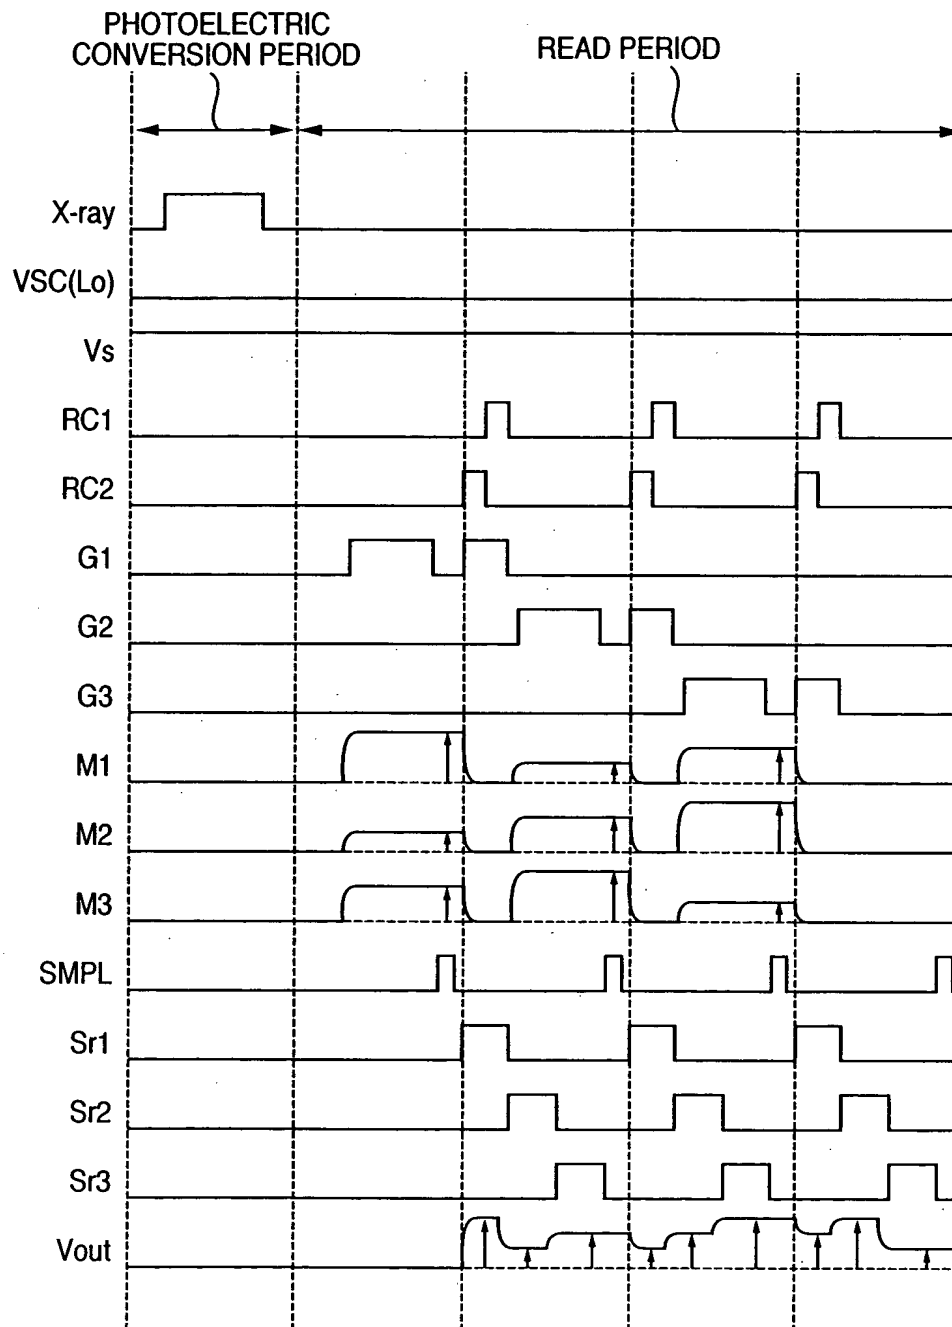 PHOTOELECTRIC
CONVERSION PERIOD
READ PERIOD
X-ray
VSC(Lo)
Vs
RC1
RC2
G1
G2
G3
M1
M2
M3
SMPL
Sr1
Sr2
Sr3
Vout